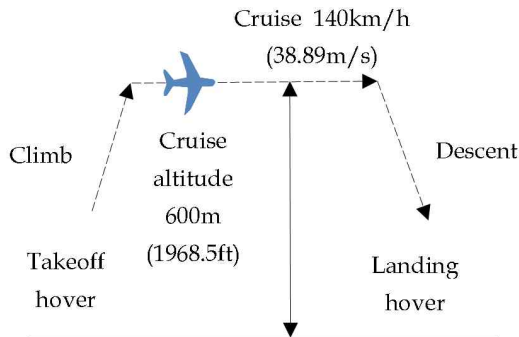 Cruise 140km/h
(38.89m/s)
Climb
Cruise
altitude
600m
(1968.5ft)
Descent
Takeoff
hover
Landing
hover